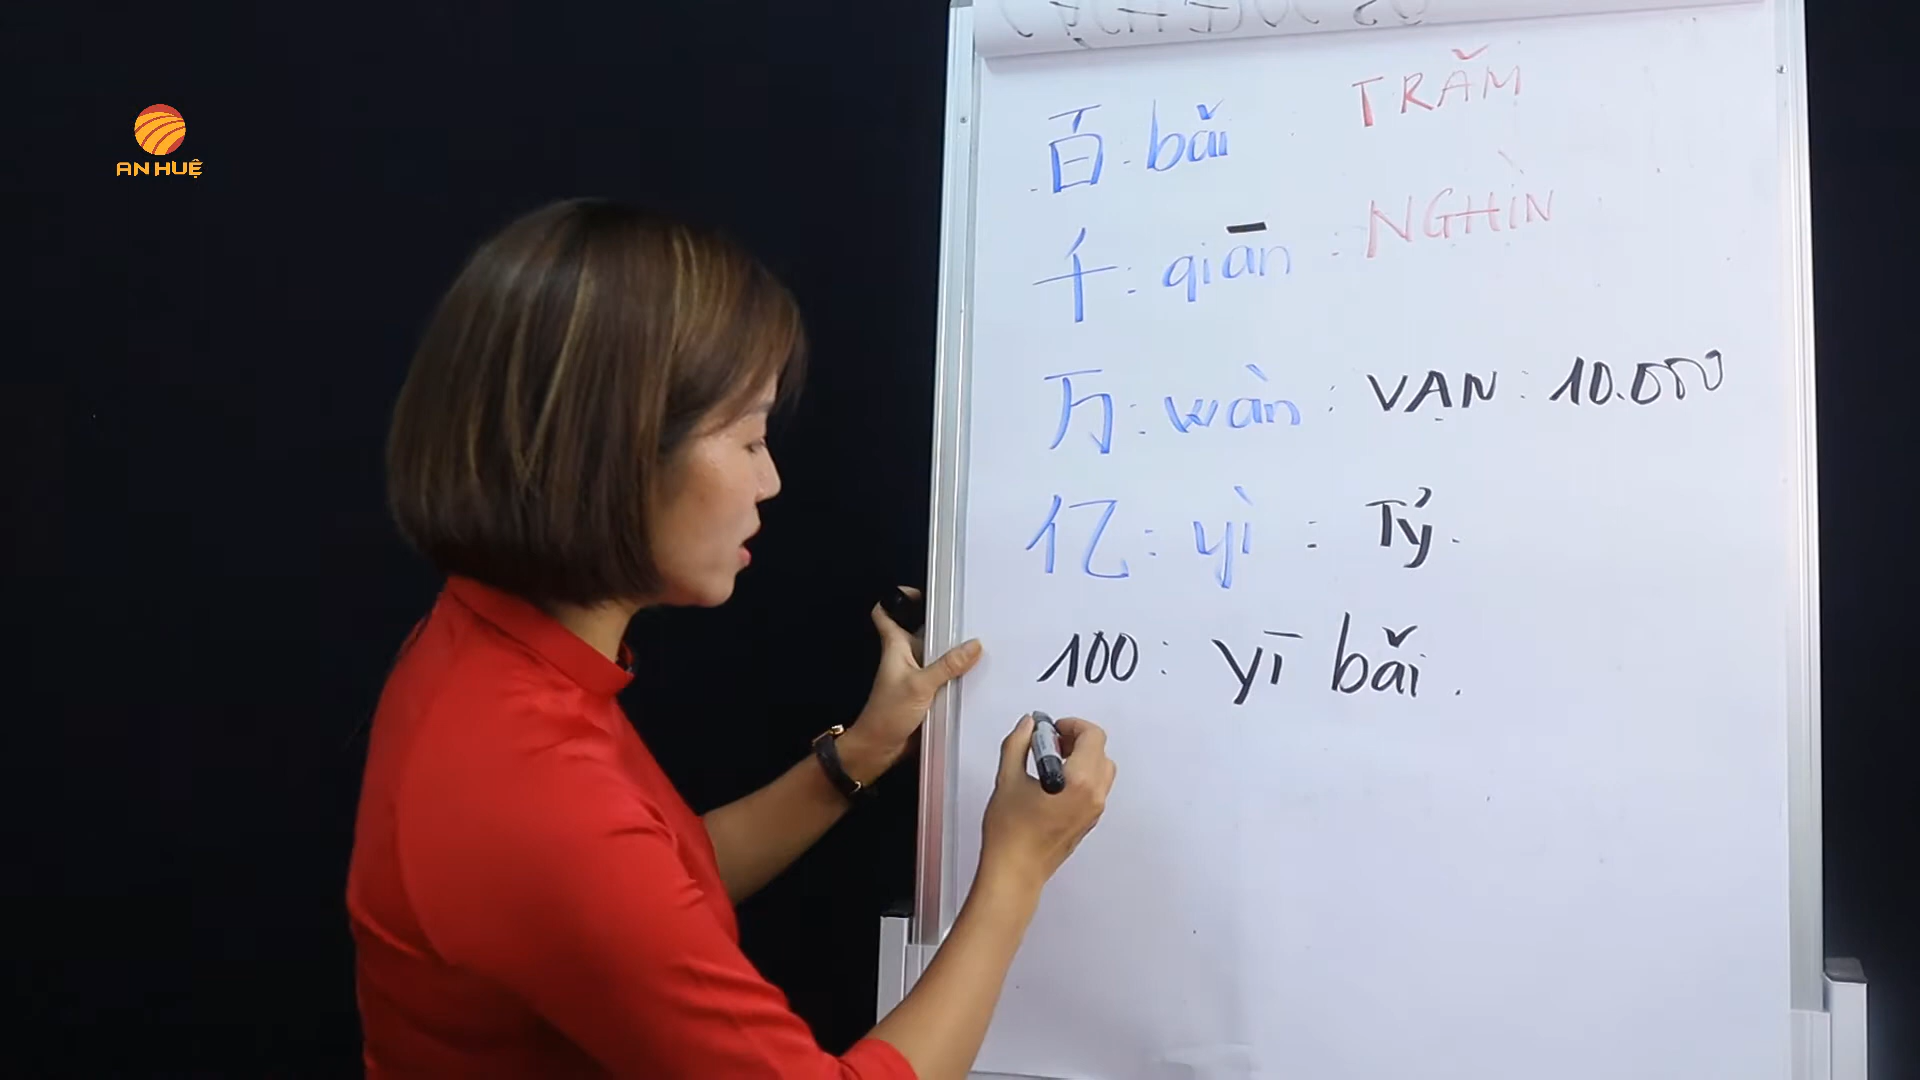 AN HUỆ
百 : bǎi : TRĂM
千 : qiān : NGHÌN
万 : wàn : VẠN : 10.000
亿 : yì : Tỷ.
100 : yī bǎi .